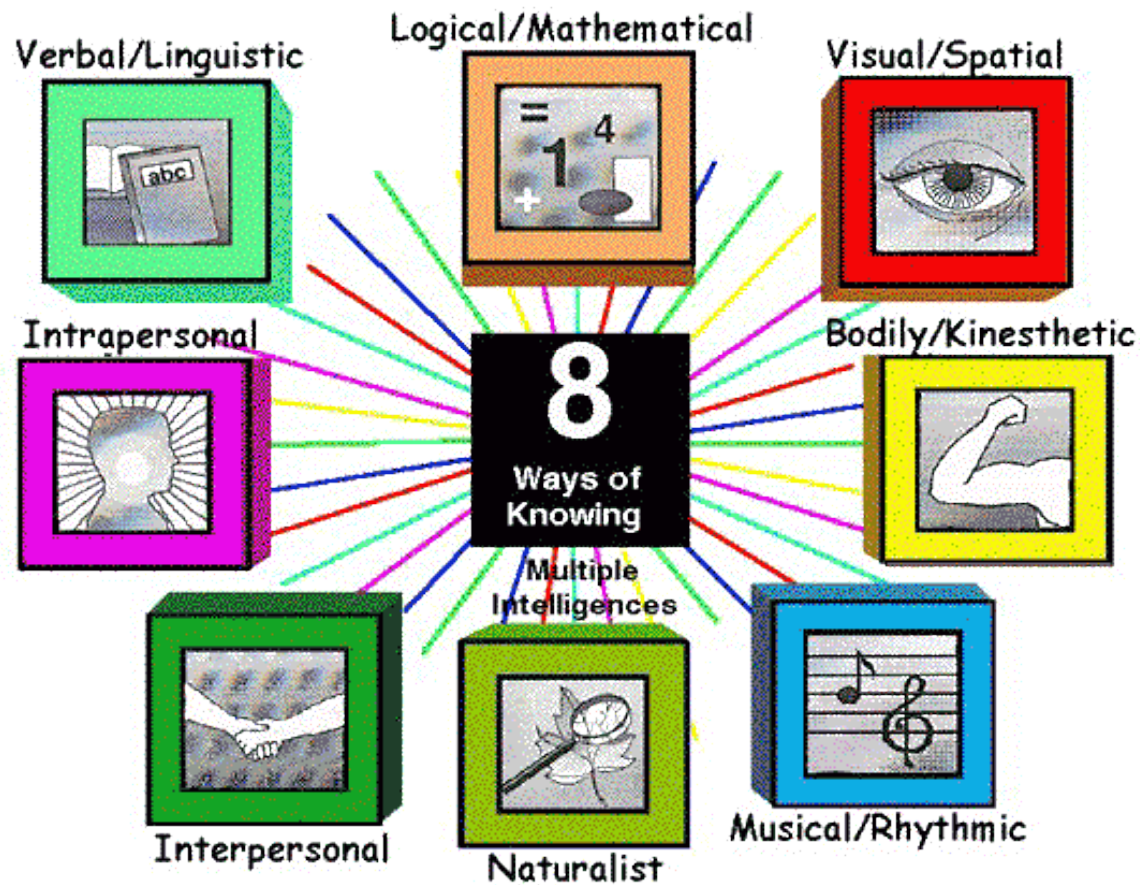 Logical/Mathematical
Verbal/Linguistic
Visual/Spatial
=
4
1
+
abc
Intrapersonal
Bodily/Kinesthetic
8
Ways of
Knowing
Multiple
Intelligences
Interpersonal
Naturalist
Musical/Rhythmic